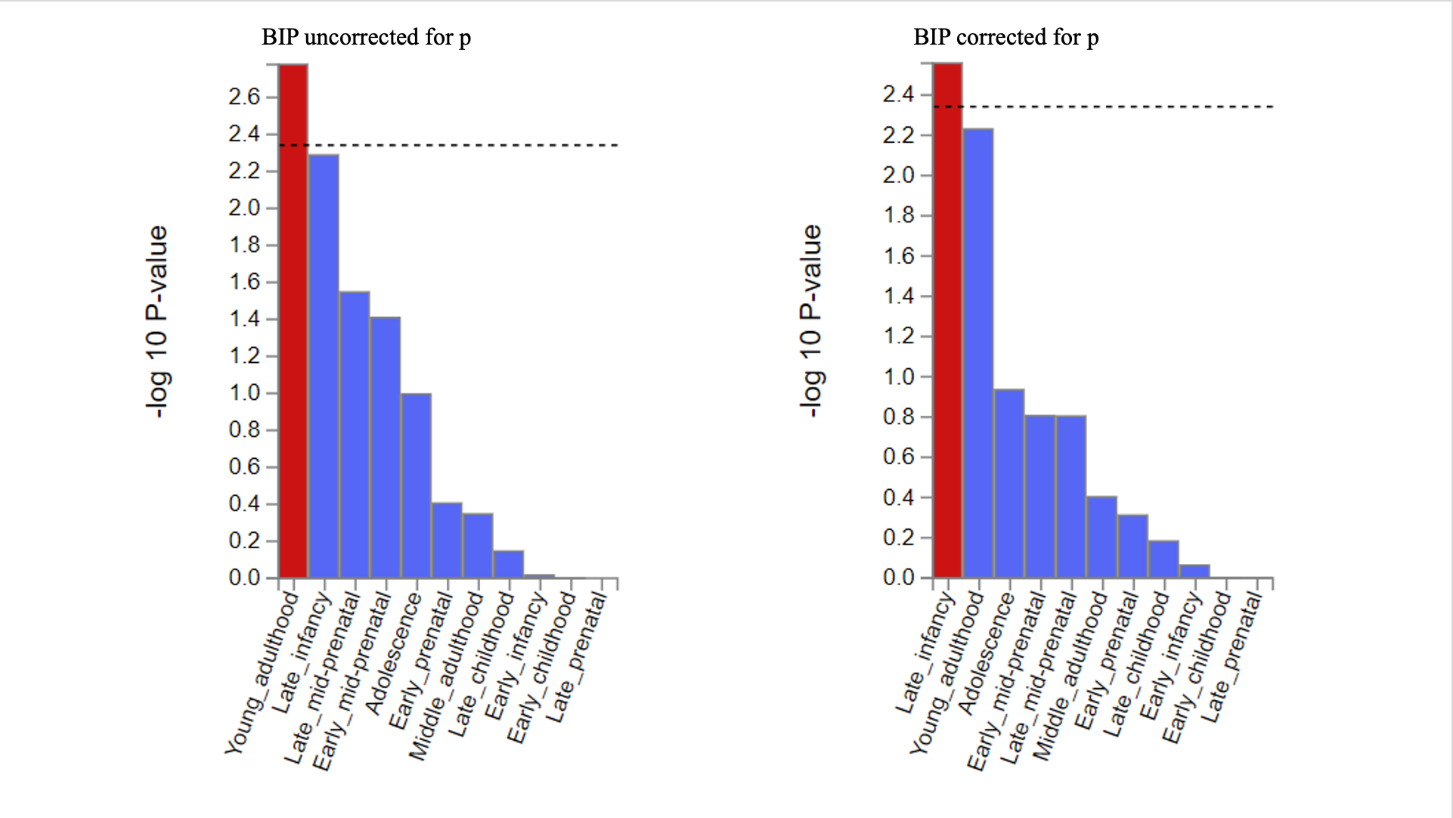 BIP uncorrected for p
-log 10 P-value
2.6
2.4
2.2
2.0
1.8
1.6
1.4
1.2
1.0
0.8
0.6
0.4
0.2
0.0
Young_adulthood
Late_infancy
Late_mid-prenatal
Early_mid-prenatal
Adolescence
Early_prenatal
Middle_adulthood
Late_childhood
Early_infancy
Early_childhood
Late_prenatal
BIP corrected for p
-log 10 P-value
2.4
2.2
2.0
1.8
1.6
1.4
1.2
1.0
0.8
0.6
0.4
0.2
0.0
Late_infancy
Young_adulthood
Adolescence
Early_mid-prenatal
Late_mid-prenatal
Middle_adulthood
Early_prenatal
Late_childhood
Early_infancy
Early_childhood
Late_prenatal